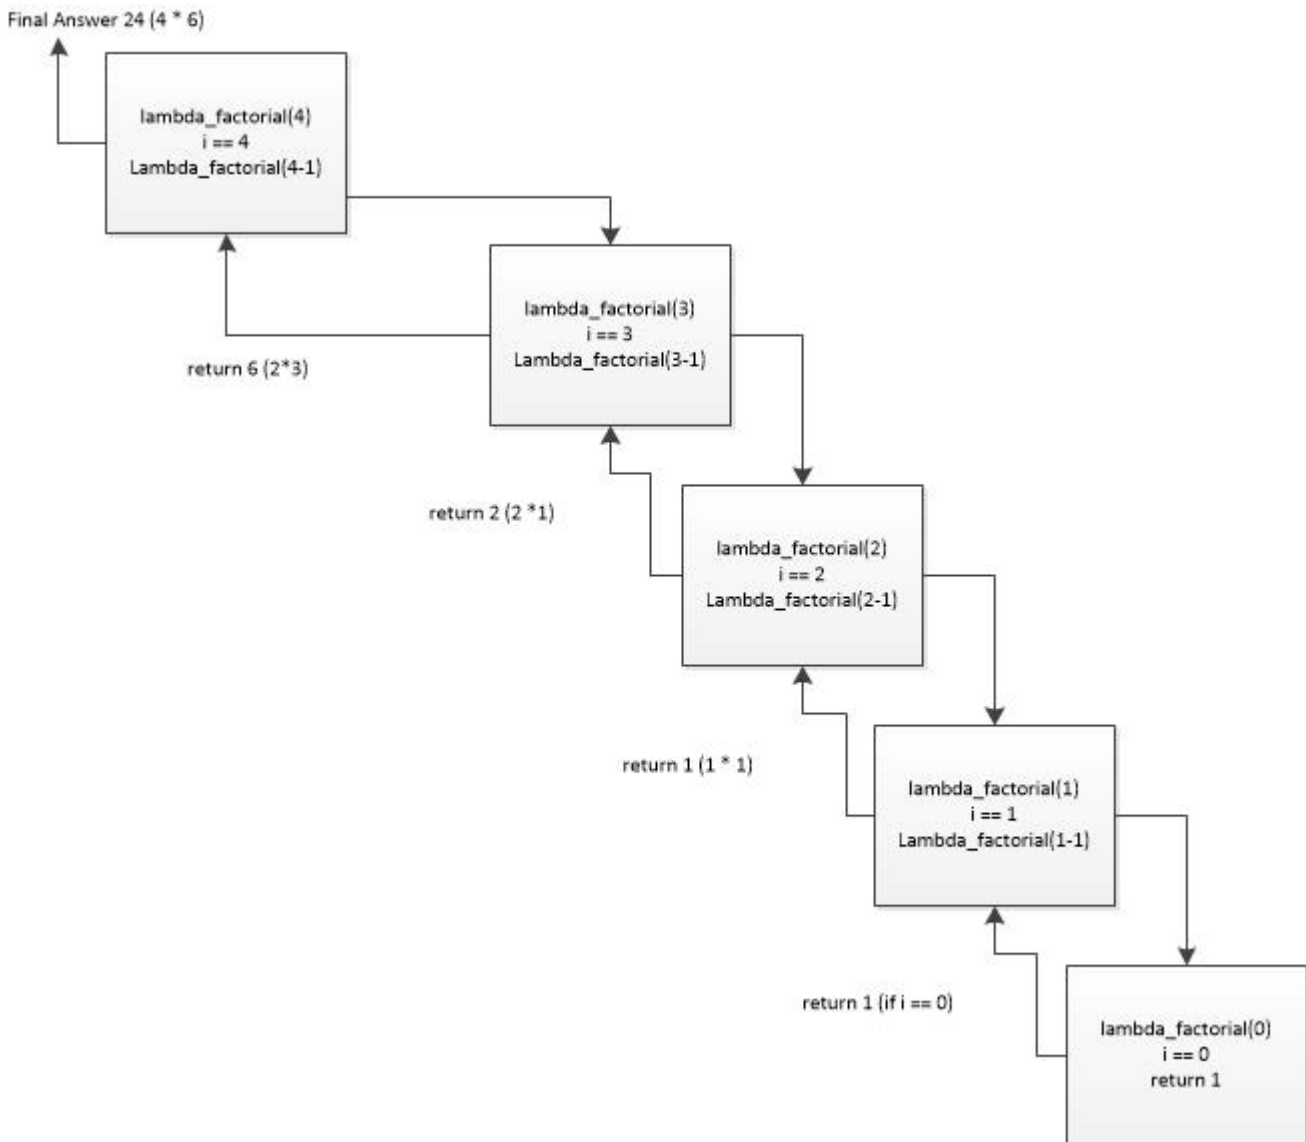 Final Answer 24 (4 * 6)
lambda_factorial(4)
i == 4
Lambda_factorial(4-1)
lambda_factorial(3)
i == 3
Lambda_factorial(3-1)
return 6 (2*3)
return 2 (2 *1)
lambda_factorial(2)
i == 2
Lambda_factorial(2-1)
return 1 (1 * 1)
lambda_factorial(1)
i == 1
Lambda_factorial(1-1)
return 1 (if i == 0)
lambda_factorial(0)
i == 0
return 1